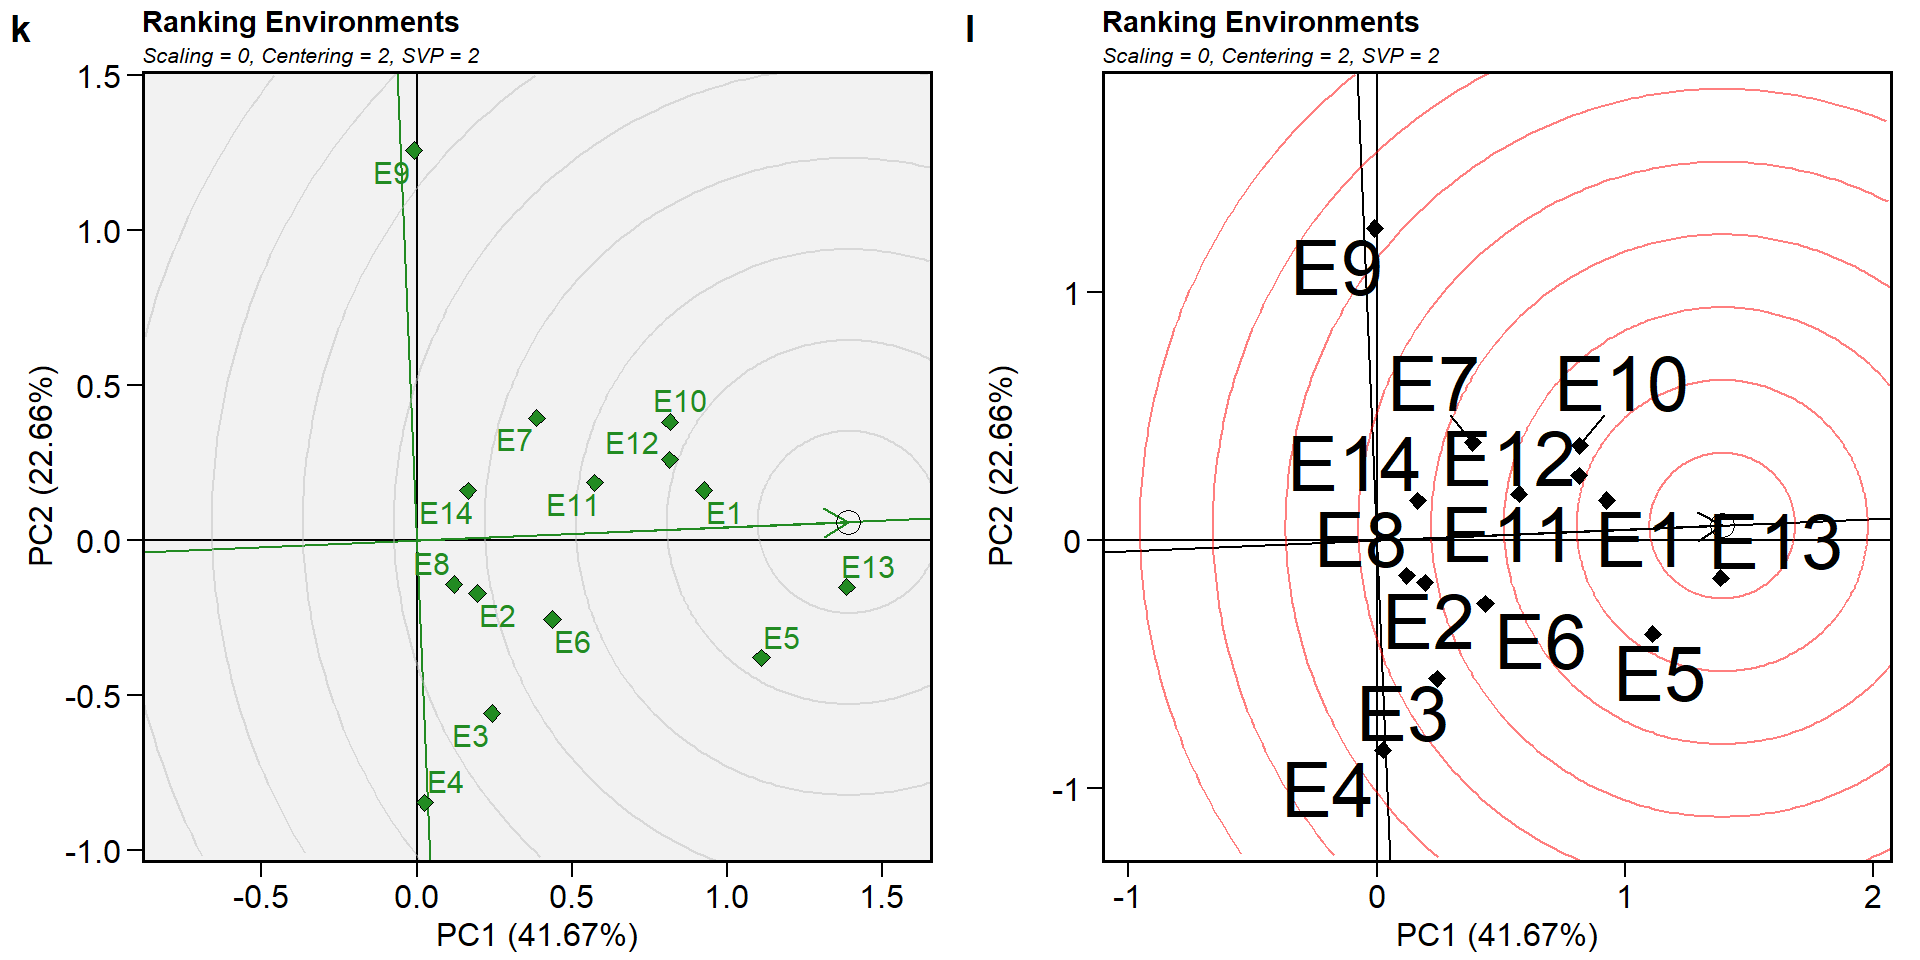 k
Ranking Environments
Scaling = 0, Centering = 2, SVP = 2
1.5
1.0
0.5
0.0
-0.5
-1.0
PC2 (22.66%)
E9
E10
E7
E12
E11
E14
E1
E8
E13
E2
E6
E5
E3
E4
-0.5
0.0
0.5
1.0
1.5
PC1 (41.67%)
l
Ranking Environments
Scaling = 0, Centering = 2, SVP = 2
1
0
-1
PC2 (22.66%)
E9
E7
E10
E14
E12
E8
E11
E1
E13
E2
E6
E5
E3
E4
-1
0
1
2
PC1 (41.67%)